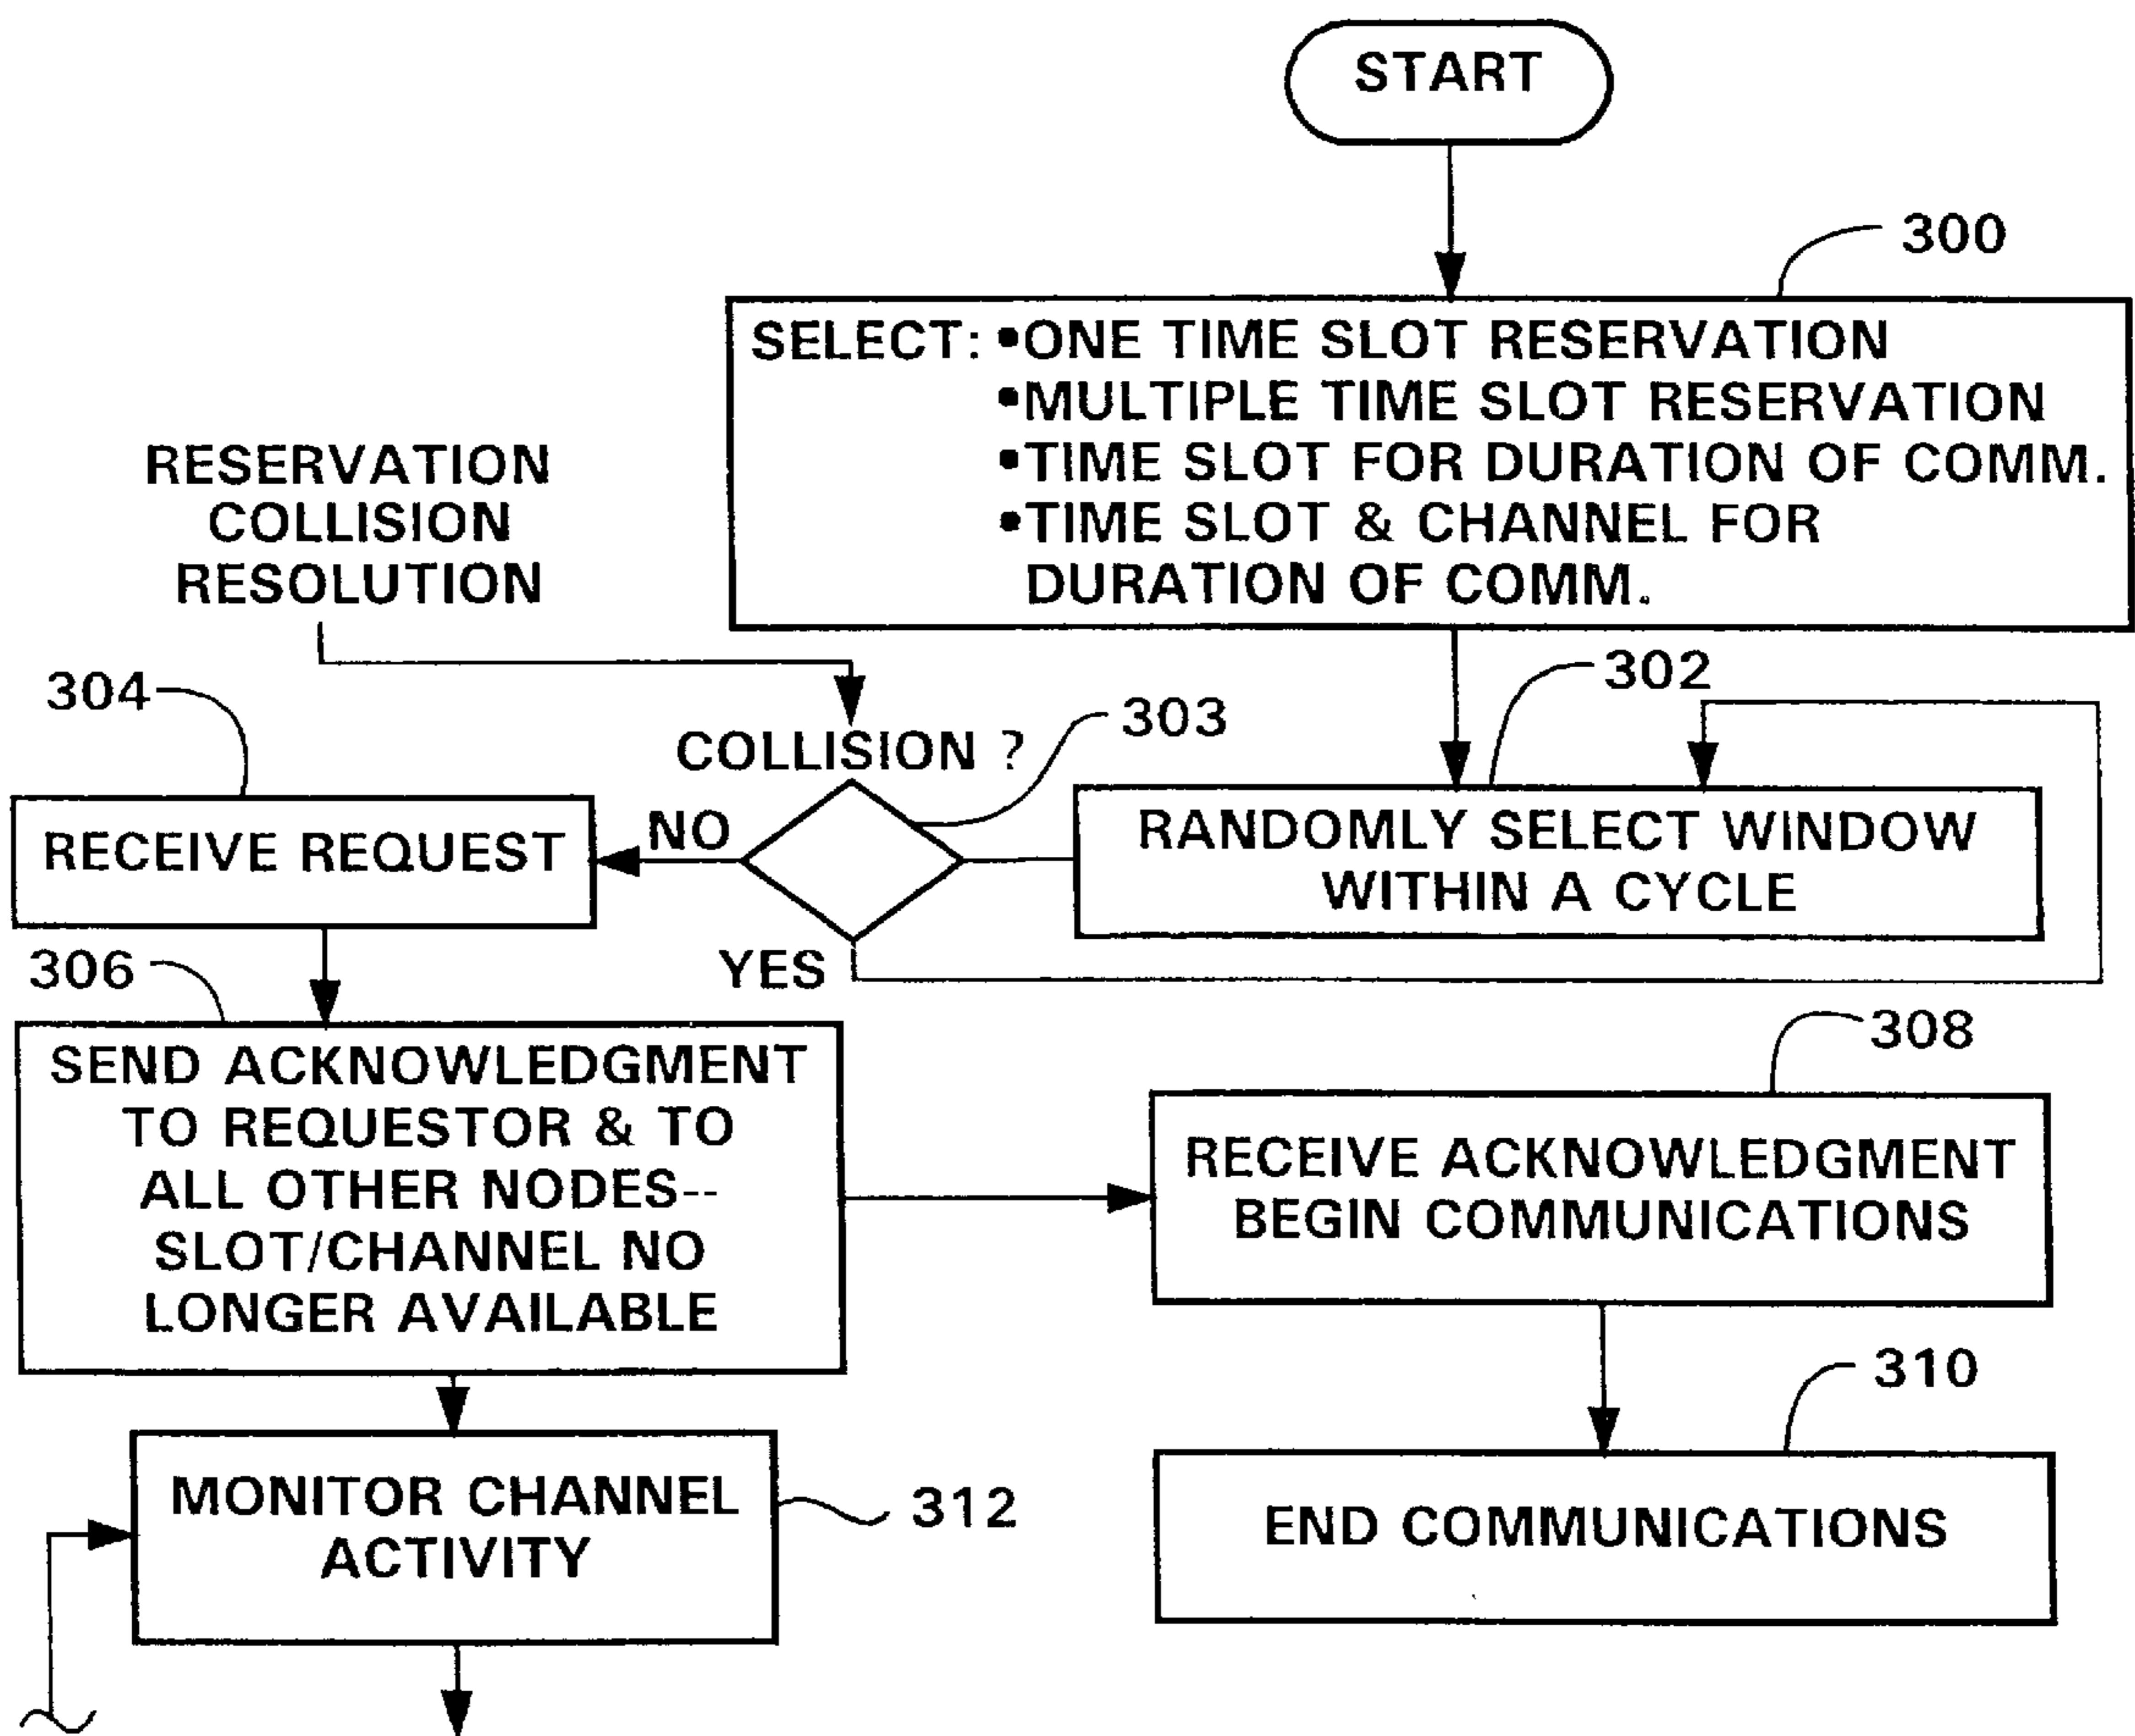 START
300
SELECT: •ONE TIME SLOT RESERVATION
•MULTIPLE TIME SLOT RESERVATION
•TIME SLOT FOR DURATION OF COMM.
•TIME SLOT & CHANNEL FOR
DURATION OF COMM.
RESERVATION
COLLISION
RESOLUTION
302
304
303
COLLISION ?
NO
RECEIVE REQUEST
RANDOMLY SELECT WINDOW
WITHIN A CYCLE
YES
306
SEND ACKNOWLEDGMENT
TO REQUESTOR & TO
ALL OTHER NODES--
SLOT/CHANNEL NO
LONGER AVAILABLE
308
RECEIVE ACKNOWLEDGMENT
BEGIN COMMUNICATIONS
310
END COMMUNICATIONS
MONITOR CHANNEL
ACTIVITY
312